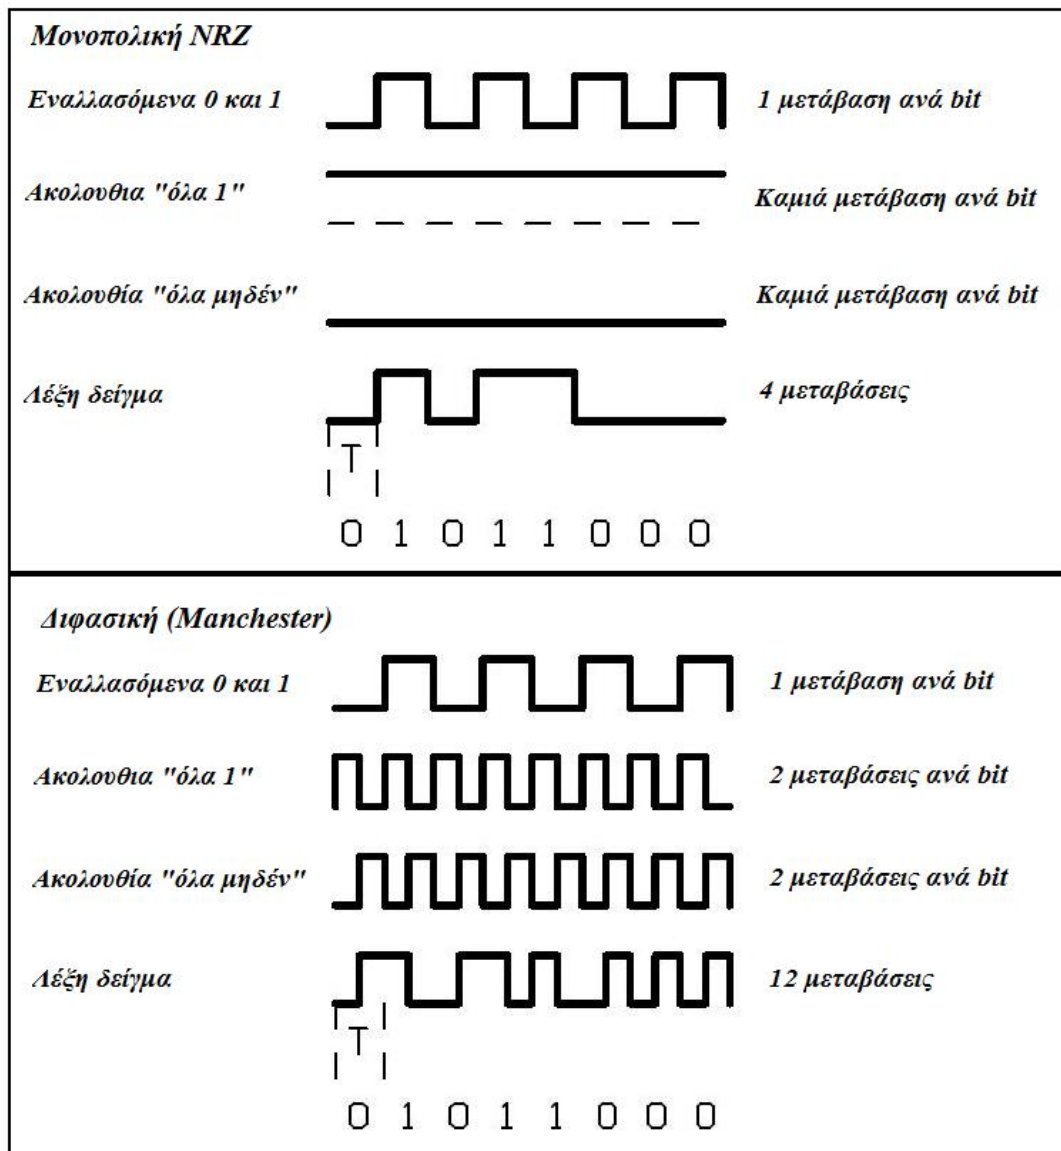 Μονοπολική NRZ
Εναλλασόμενα 0 και 1
1 μετάβαση ανά bit
Ακολουθια "όλα 1"
Καμιά μετάβαση ανά bit
Ακολουθία "όλα μηδέν"
Καμιά μετάβαση ανά bit
Λέξη δείγμα
4 μεταβάσεις
T
0 1 0 1 1 0 0 0
Διφασική (Manchester)
Εναλλασόμενα 0 και 1
1 μετάβαση ανά bit
Ακολουθια "όλα 1"
2 μεταβάσεις ανά bit
Ακολουθία "όλα μηδέν"
2 μεταβάσεις ανά bit
Λέξη δείγμα
12 μεταβάσεις
T
0 1 0 1 1 0 0 0